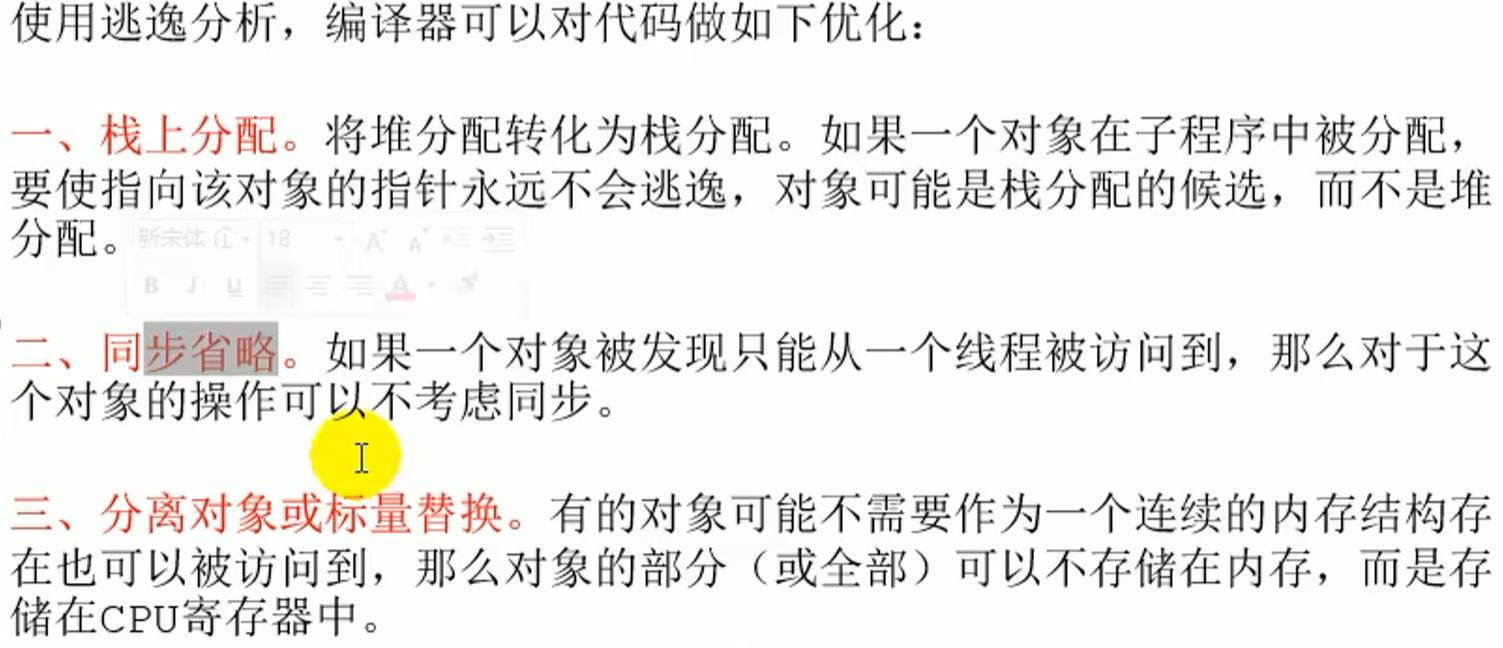 使用逃逸分析，编译器可以对代码做如下优化：
一、栈上分配。将堆分配转化为栈分配。如果一个对象在子程序中被分配，
要使指向该对象的指针永远不会逃逸，对象可能是栈分配的候选，而不是堆
分配。
新宋体 18
B I U A
二、同步省略。如果一个对象被发现只能从一个线程被访问到，那么对于这
个对象的操作可以不考虑同步。
三、分离对象或标量替换。有的对象可能不需要作为一个连续的内存结构存
在也可以被访问到，那么对象的部分（或全部）可以不存储在内存，而是存
储在CPU寄存器中。